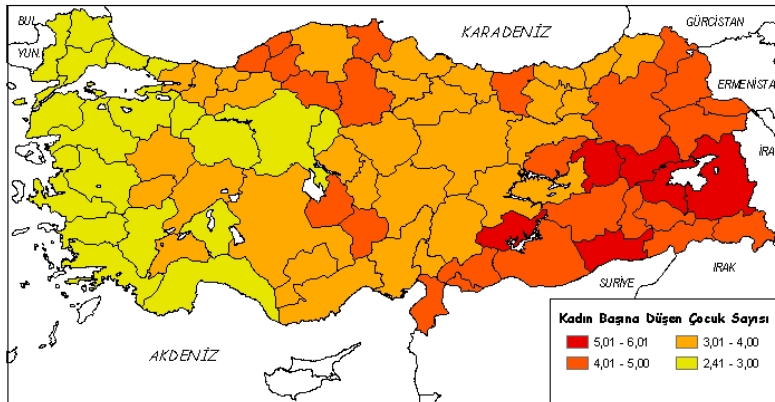 BUL.
YUN.
KARADENİZ
GÜRCİSTAN
ERMENİSTA
İRA
IRAK
SURİYE
AKDENİZ
Kadın Başına Düşen Çocuk Sayısı
5,01 - 6,01
3,01 - 4,00
4,01 - 5,00
2,41 - 3,00